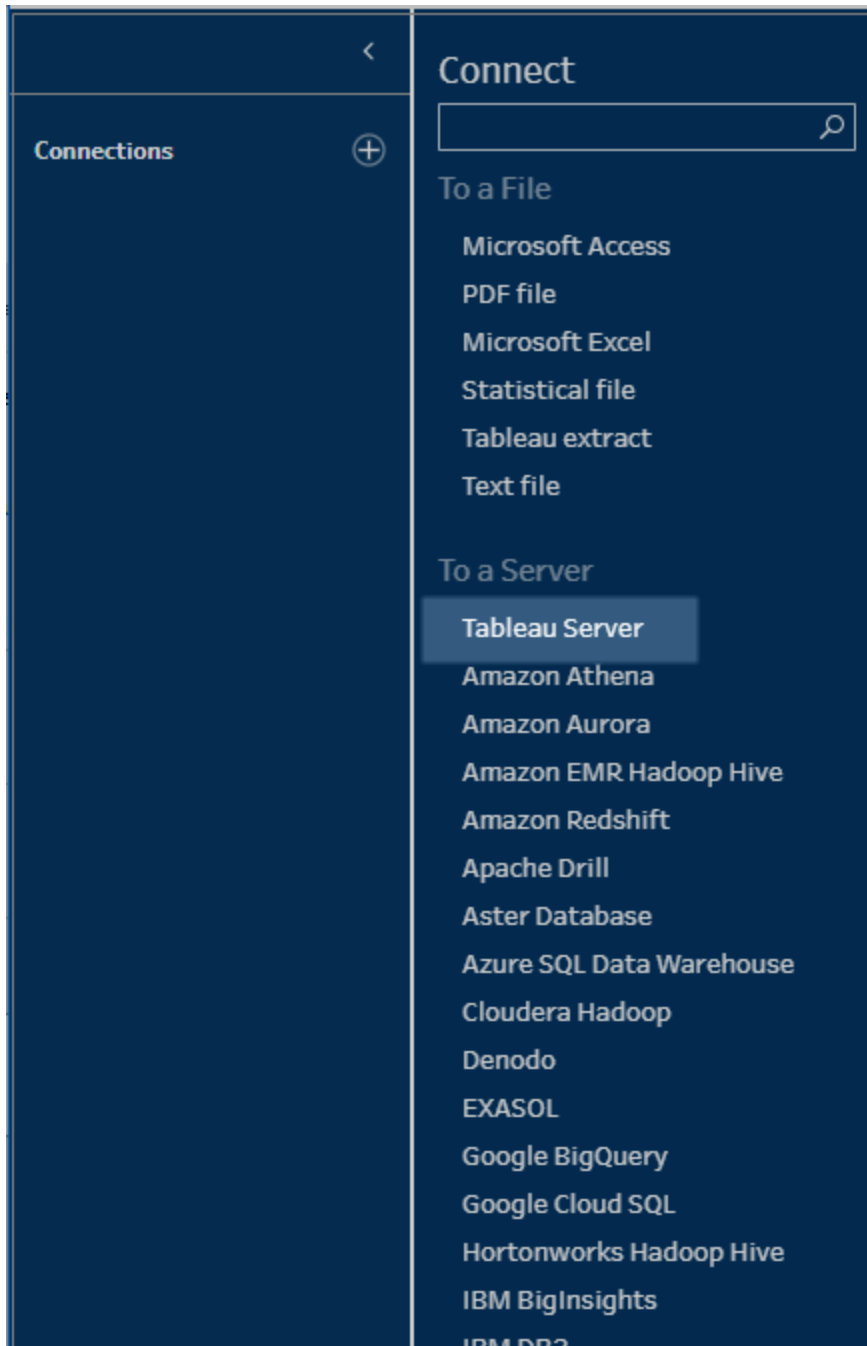 Connections
Connect
To a File
Microsoft Access
PDF file
Microsoft Excel
Statistical file
Tableau extract
Text file
To a Server
Tableau Server
Amazon Athena
Amazon Aurora
Amazon EMR Hadoop Hive
Amazon Redshift
Apache Drill
Aster Database
Azure SQL Data Warehouse
Cloudera Hadoop
Denodo
EXASOL
Google BigQuery
Google Cloud SQL
Hortonworks Hadoop Hive
IBM BigInsights